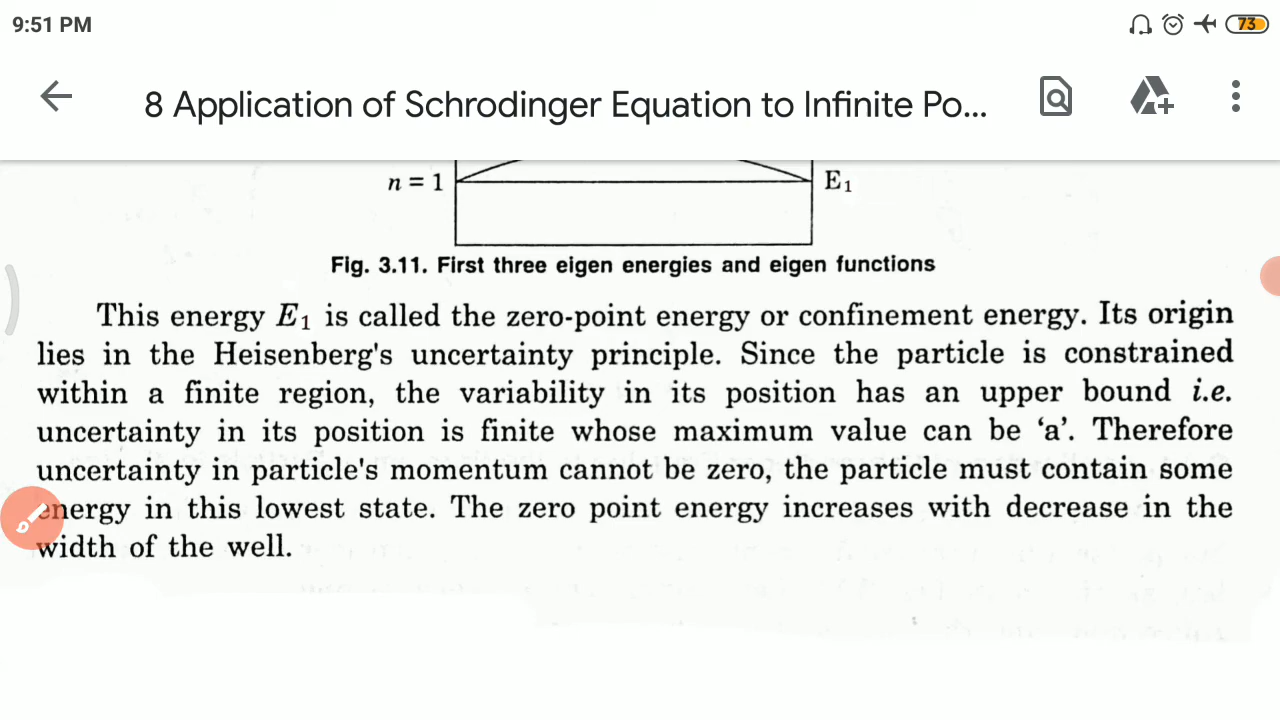 9:51 PM
73
8 Application of Schrodinger Equation to Infinite Po...
n = 1
E₁
Fig. 3.11. First three eigen energies and eigen functions
This energy E₁ is called the zero-point energy or confinement energy. Its origin
lies in the Heisenberg's uncertainty principle. Since the particle is constrained
within a finite region, the variability in its position has an upper bound i.e.
uncertainty in its position is finite whose maximum value can be ‘a’. Therefore
uncertainty in particle's momentum cannot be zero, the particle must contain some
energy in this lowest state. The zero point energy increases with decrease in the
width of the well.